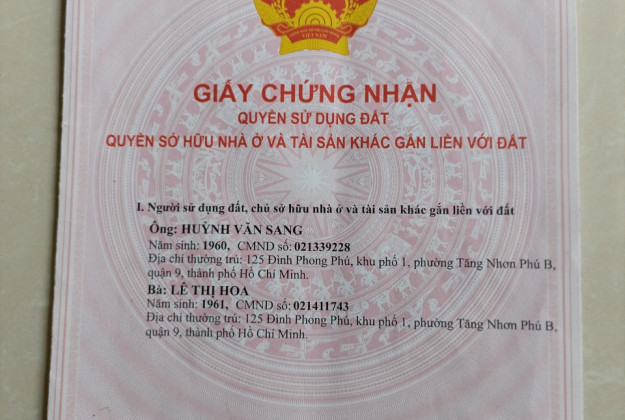 GIẤY CHỨNG NHẬN
QUYỀN SỬ DỤNG ĐẤT
QUYỀN SỞ HỮU NHÀ Ở VÀ TÀI SẢN KHÁC GẮN LIỀN VỚI ĐẤT
I. Người sử dụng đất, chủ sở hữu nhà ở và tài sản khác gắn liền với đất
Ông: HUỲNH VĂN SANG
Năm sinh: 1960, CMND số: 021339228
Địa chỉ thường trú: 125 Đình Phong Phú, khu phố 1, phường Tăng Nhơn Phú B,
quận 9, thành phố Hồ Chí Minh.
Bà: LÊ THỊ HOA
Năm sinh: 1961, CMND số: 021411743
Địa chỉ thường trú: 125 Đình Phong Phú, khu phố 1, phường Tăng Nhơn Phú B,
quận 9, thành phố Hồ Chí Minh.